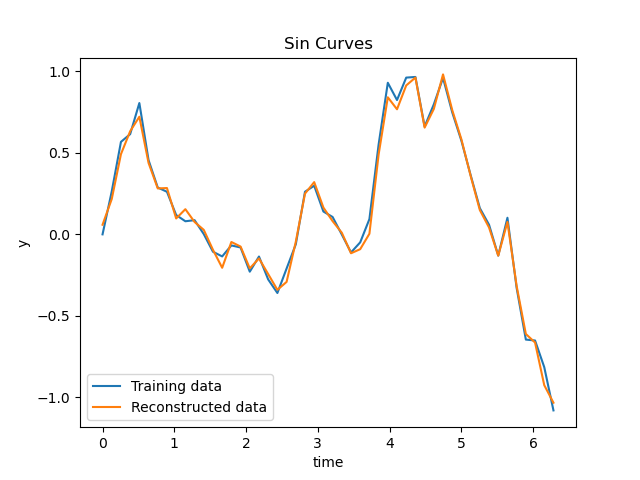 Sin Curves
1.0
0.5
0.0
−0.5
−1.0
y
Training data
Reconstructed data
0 1 2 3 4 5 6
time